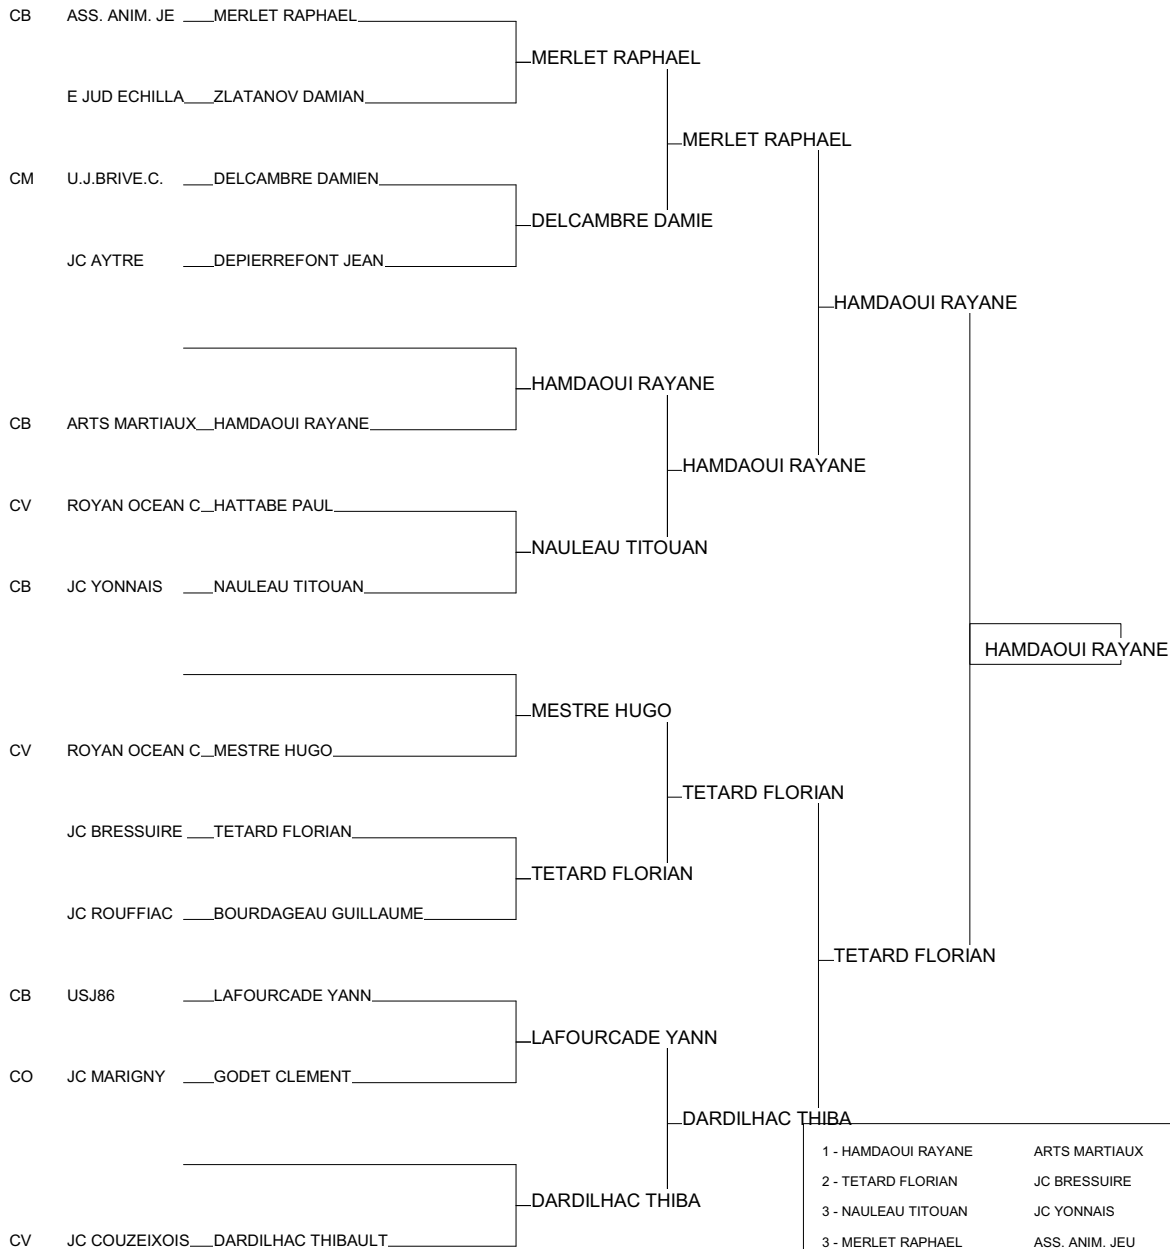 CB ASS. ANIM. JE MERLET RAPHAEL
MERLET RAPHAEL
E JUD ECHILLA ZLATANOV DAMIAN
MERLET RAPHAEL
CM U.J.BRIVE.C. DELCAMBRE DAMIEN
DELCAMBRE DAMIE
JC AYTRE DEPIERREFONT JEAN
HAMDAOUI RAYANE
HAMDAOUI RAYANE
CB ARTS MARTIAUX HAMDAOUI RAYANE
HAMDAOUI RAYANE
CV ROYAN OCEAN C HATTABE PAUL
NAULEAU TITOUAN
CB JC YONNAIS NAULEAU TITOUAN
HAMDAOUI RAYANE
MESTRE HUGO
CV ROYAN OCEAN C MESTRE HUGO
TETARD FLORIAN
JC BRESSUIRE TETARD FLORIAN
TETARD FLORIAN
JC ROUFFIAC BOURDAGEAU GUILLAUME
TETARD FLORIAN
CB USJ86 LAFOURCADE YANN
LAFOURCADE YANN
CO JC MARIGNY GODET CLEMENT
DARDILHAC THIBA
DARDILHAC THIBA
CV JC COUZEIXOIS DARDILHAC THIBAULT
1 - HAMDAOUI RAYANE ARTS MARTIAUX
2 - TETARD FLORIAN JC BRESSUIRE
3 - NAULEAU TITOUAN JC YONNAIS
3 - MERLET RAPHAEL ASS. ANIM. JEU